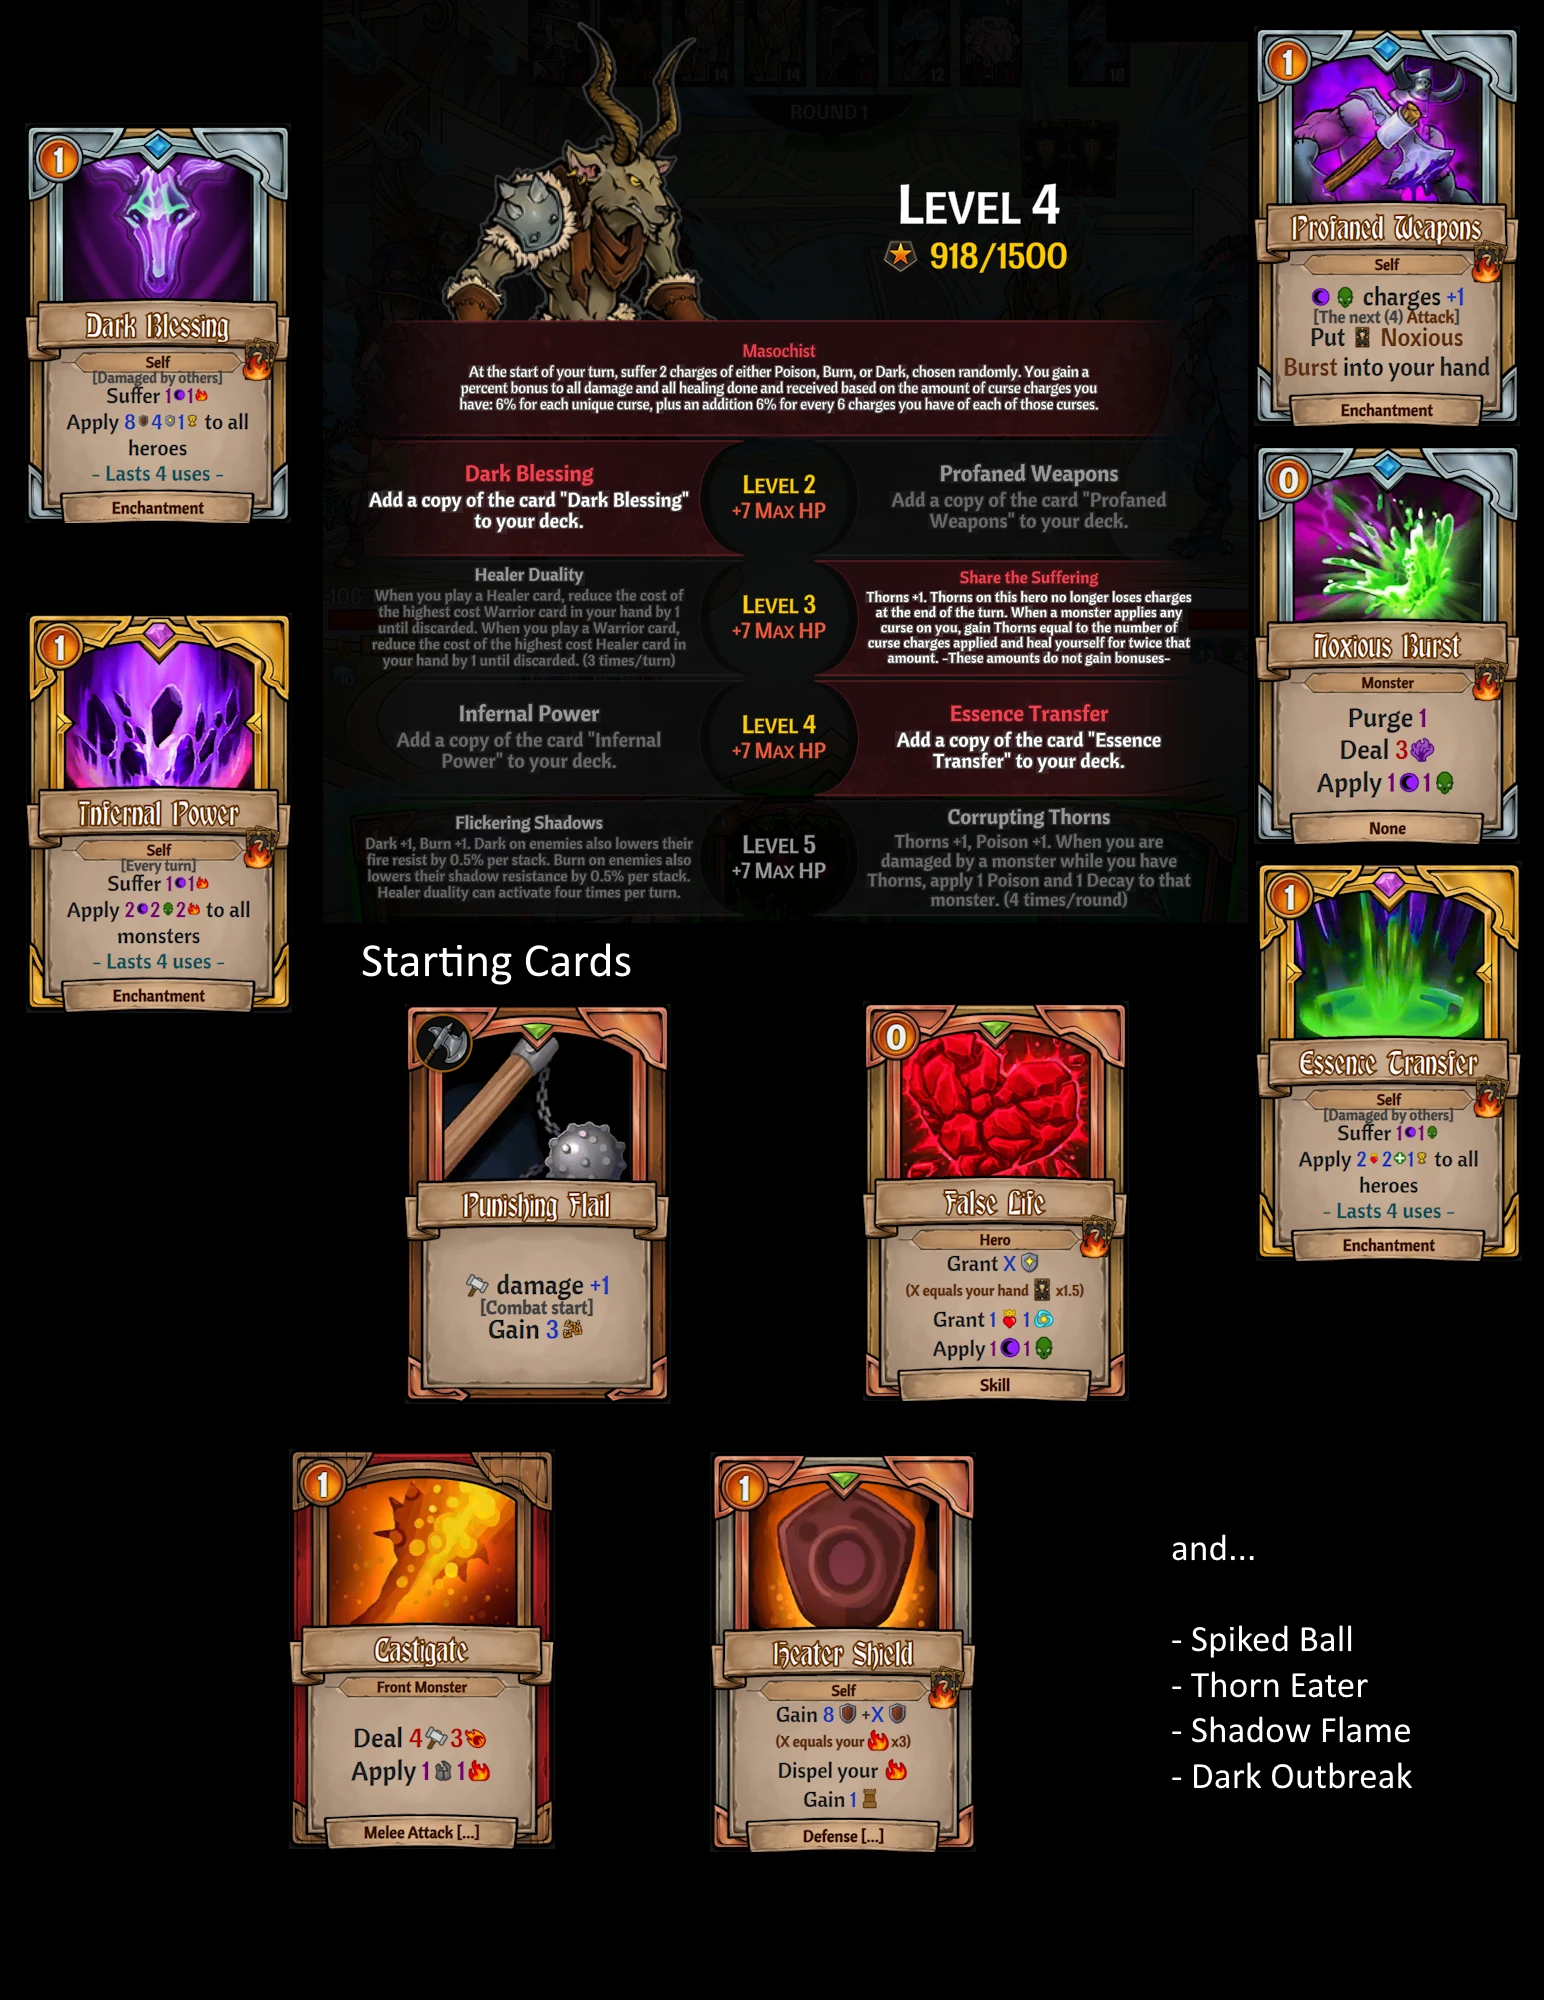 14
14
12
18
ROUND 1
LEVEL 4
918/1500
Masochist
At the start of your turn, suffer 2 charges of either Poison, Burn, or Dark, chosen randomly. You gain a
percent bonus to all damage and all healing done and received based on the amount of curse charges you
have: 6% for each unique curse, plus an addition 6% for every 6 charges you have of each of those curses.
Dark Blessing
Add a copy of the card "Dark Blessing"
to your deck.
LEVEL 2
+7 MAX HP
Profaned Weapons
Add a copy of the card "Profaned
Weapons" to your deck.
Healer Duality
When you play a Healer card, reduce the cost of
the highest cost Warrior card in your hand by 1
until discarded. When you play a Warrior card,
reduce the cost of the highest cost Healer card in
your hand by 1 until discarded. (3 times/turn)
LEVEL 3
+7 MAX HP
Share the Suffering
Thorns +1. Thorns on this hero no longer loses charges
at the end of the turn. When a monster applies any
curse on you, gain Thorns equal to the number of
curse charges applied and heal yourself for twice that
amount. -These amounts do not gain bonuses-
Infernal Power
Add a copy of the card "Infernal
Power" to your deck.
LEVEL 4
+7 MAX HP
Essence Transfer
Add a copy of the card "Essence
Transfer" to your deck.
Flickering Shadows
Dark +1, Burn +1. Dark on enemies also lowers their
fire resist by 0.5% per stack. Burn on enemies also
lowers their shadow resistance by 0.5% per stack.
Healer duality can activate four times per turn.
LEVEL 5
+7 MAX HP
Corrupting Thorns
Thorns +1, Poison +1. When you are
damaged by a monster while you have
Thorns, apply 1 Poison and 1 Decay to that
monster. (4 times/round)
1
Dark Blessing
Self
[Damaged by others]
Suffer 1 1
Apply 8 4 1 to all
heroes
- Lasts 4 uses -
Enchantment
1
Infernal Power
Self
[Every turn]
Suffer 1 1
Apply 2 2 2 to all
monsters
- Lasts 4 uses -
Enchantment
1
Profaned Weapons
Self
charges +1
[The next (4) Attack]
Put Noxious
Burst into your hand
Enchantment
0
Noxious Burst
Monster
Purge 1
Deal 3
Apply 1 1
None
1
Essence Transfer
Self
[Damaged by others]
Suffer 1 1
Apply 2 2 1 to all
heroes
- Lasts 4 uses -
Enchantment
Starting Cards
Punishing Flail
damage +1
[Combat start]
Gain 3
0
False Life
Hero
Grant X
(X equals your hand x1.5)
Grant 1 1
Apply 1 1
Skill
1
Castigate
Front Monster
Deal 4 3
Apply 1 1
Melee Attack [...]
1
Heater Shield
Self
Gain 8 +X
(X equals your x3)
Dispel your
Gain 1
Defense [...]
and...
- Spiked Ball
- Thorn Eater
- Shadow Flame
- Dark Outbreak